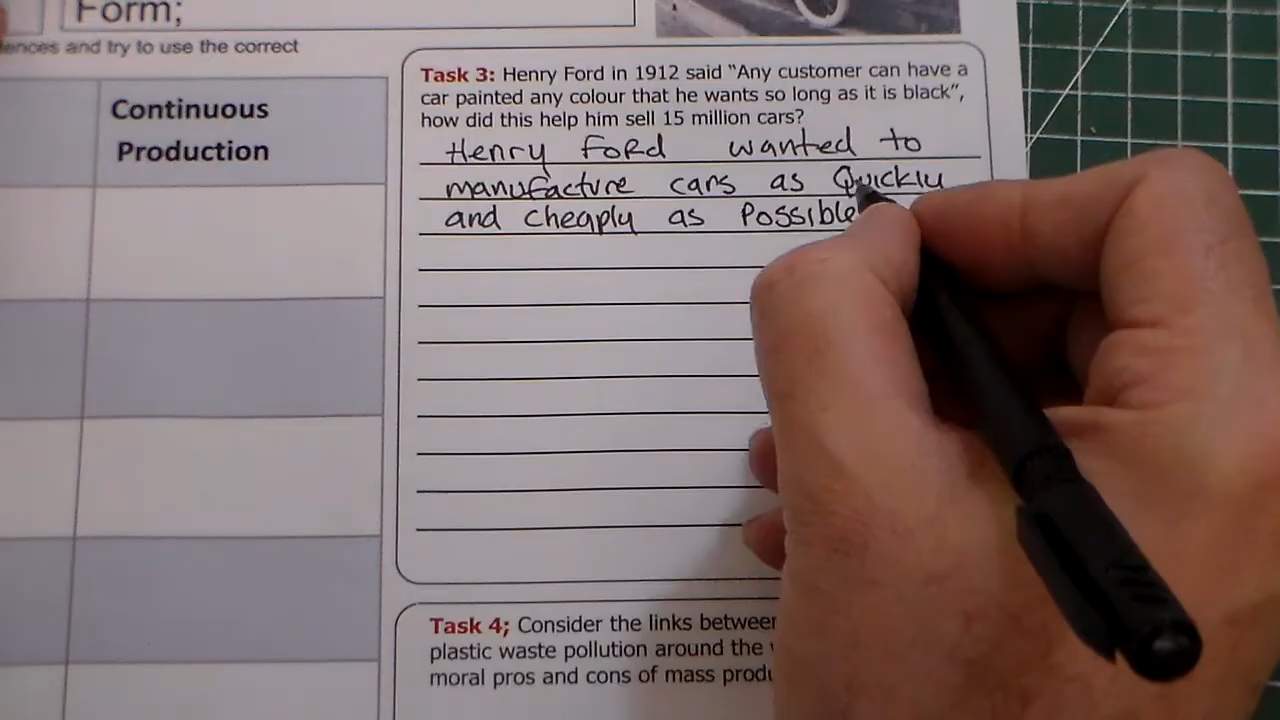 Form;
ences and try to use the correct
Continuous
Production
Task 3: Henry Ford in 1912 said "Any customer can have a
car painted any colour that he wants so long as it is black",
how did this help him sell 15 million cars?
Henry Ford wanted to
manufacture cars as Quickly
and cheaply as Possible
Task 4; Consider the links between
plastic waste pollution around the
moral pros and cons of mass produ